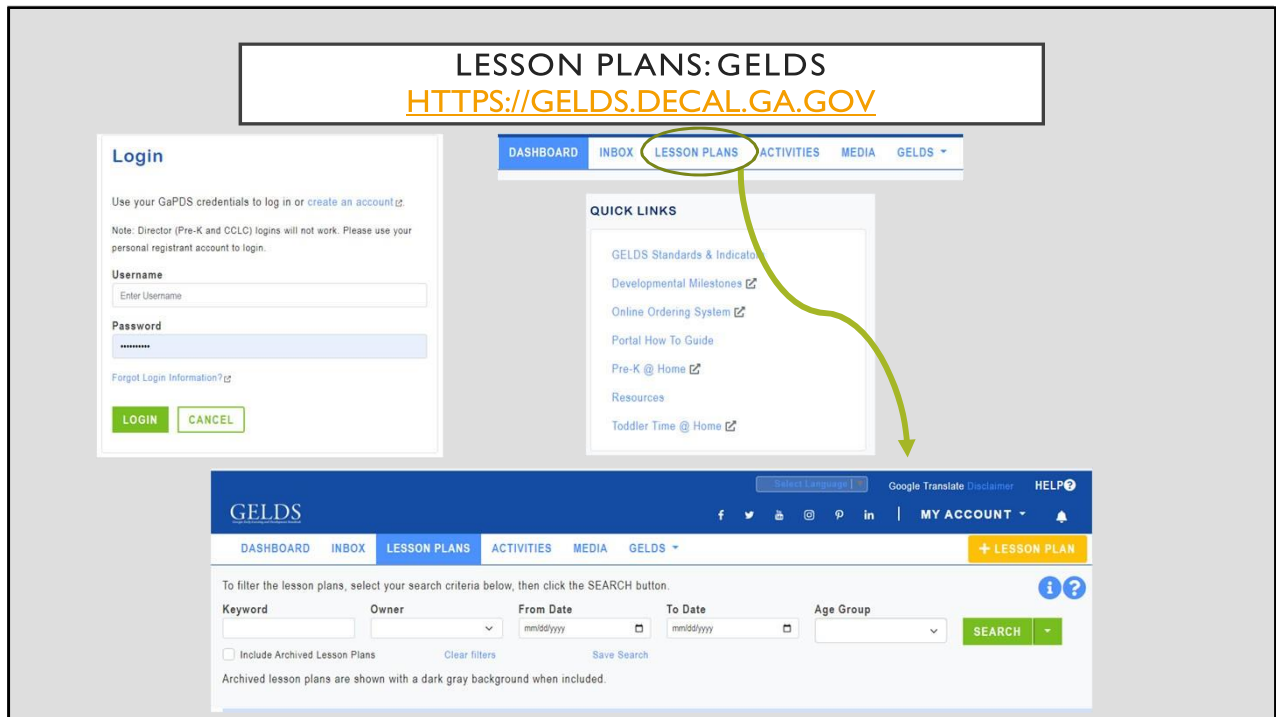 LESSON PLANS: GELDS
HTTPS://GELDS.DECAL.GA.GOV
Login
Use your GaPDS credentials to log in or create an account.
Note: Director (Pre-K and CCLC) logins will not work. Please use your
personal registrant account to login.
Username
Enter Username
Password
••••••••••
Forgot Login Information?
LOGIN CANCEL
DASHBOARD INBOX LESSON PLANS ACTIVITIES MEDIA GELDS
QUICK LINKS
GELDS Standards & Indicators
Developmental Milestones
Online Ordering System
Portal How To Guide
Pre-K @ Home
Resources
Toddler Time @ Home
Select Language Google Translate Disclaimer HELP
GELDS
MY ACCOUNT
DASHBOARD INBOX LESSON PLANS ACTIVITIES MEDIA GELDS + LESSON PLAN
To filter the lesson plans, select your search criteria below, then click the SEARCH button.
Keyword Owner From Date To Date Age Group
mm/dd/yyyy mm/dd/yyyy SEARCH
Include Archived Lesson Plans Clear filters Save Search
Archived lesson plans are shown with a dark gray background when included.